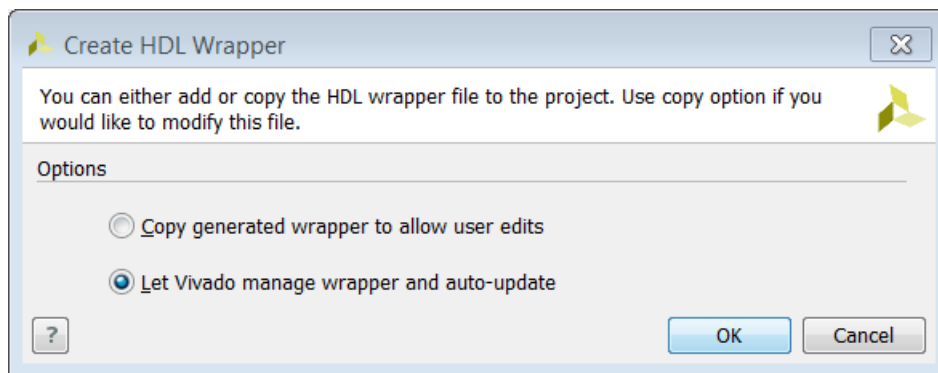 Create HDL Wrapper
You can either add or copy the HDL wrapper file to the project. Use copy option if you
would like to modify this file.
Options
Copy generated wrapper to allow user edits
Let Vivado manage wrapper and auto-update
?
OK
Cancel